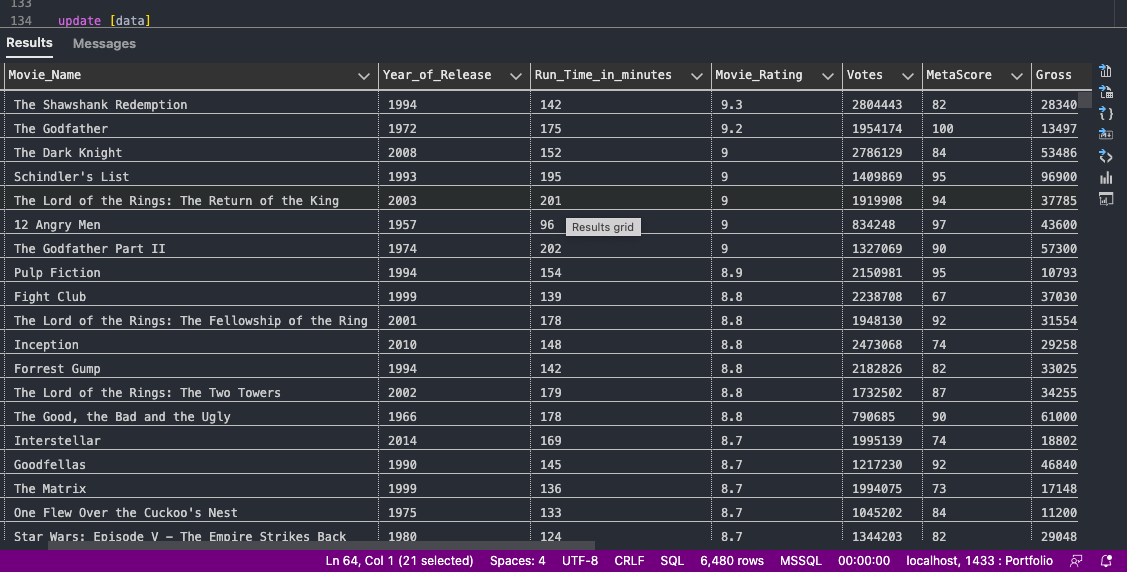 133
134 update [data]
Results Messages
Movie_Name Year_of_Release Run_Time_in_minutes Movie_Rating Votes MetaScore Gross
The Shawshank Redemption 1994 142 9.3 2804443 82 28340
The Godfather 1972 175 9.2 1954174 100 13497
The Dark Knight 2008 152 9 2786129 84 53486
Schindler's List 1993 195 9 1409869 95 96900
The Lord of the Rings: The Return of the King 2003 201 9 1919908 94 37785
12 Angry Men 1957 96 Results grid 9 834248 97 43600
The Godfather Part II 1974 202 9 1327069 90 57300
Pulp Fiction 1994 154 8.9 2150981 95 10793
Fight Club 1999 139 8.8 2238708 67 37030
The Lord of the Rings: The Fellowship of the Ring 2001 178 8.8 1948130 92 31554
Inception 2010 148 8.8 2473068 74 29258
Forrest Gump 1994 142 8.8 2182826 82 33025
The Lord of the Rings: The Two Towers 2002 179 8.8 1732502 87 34255
The Good, the Bad and the Ugly 1966 178 8.8 790685 90 61000
Interstellar 2014 169 8.7 1995139 74 18802
Goodfellas 1990 145 8.7 1217230 92 46840
The Matrix 1999 136 8.7 1994075 73 17148
One Flew Over the Cuckoo's Nest 1975 133 8.7 1045202 84 11200
Star Wars: Episode V – The Empire Strikes Back 1980 124 8.7 1344203 82 29048
Ln 64, Col 1 (21 selected) Spaces: 4 UTF-8 CRLF SQL 6,480 rows MSSQL 00:00:00 localhost, 1433 : Portfolio